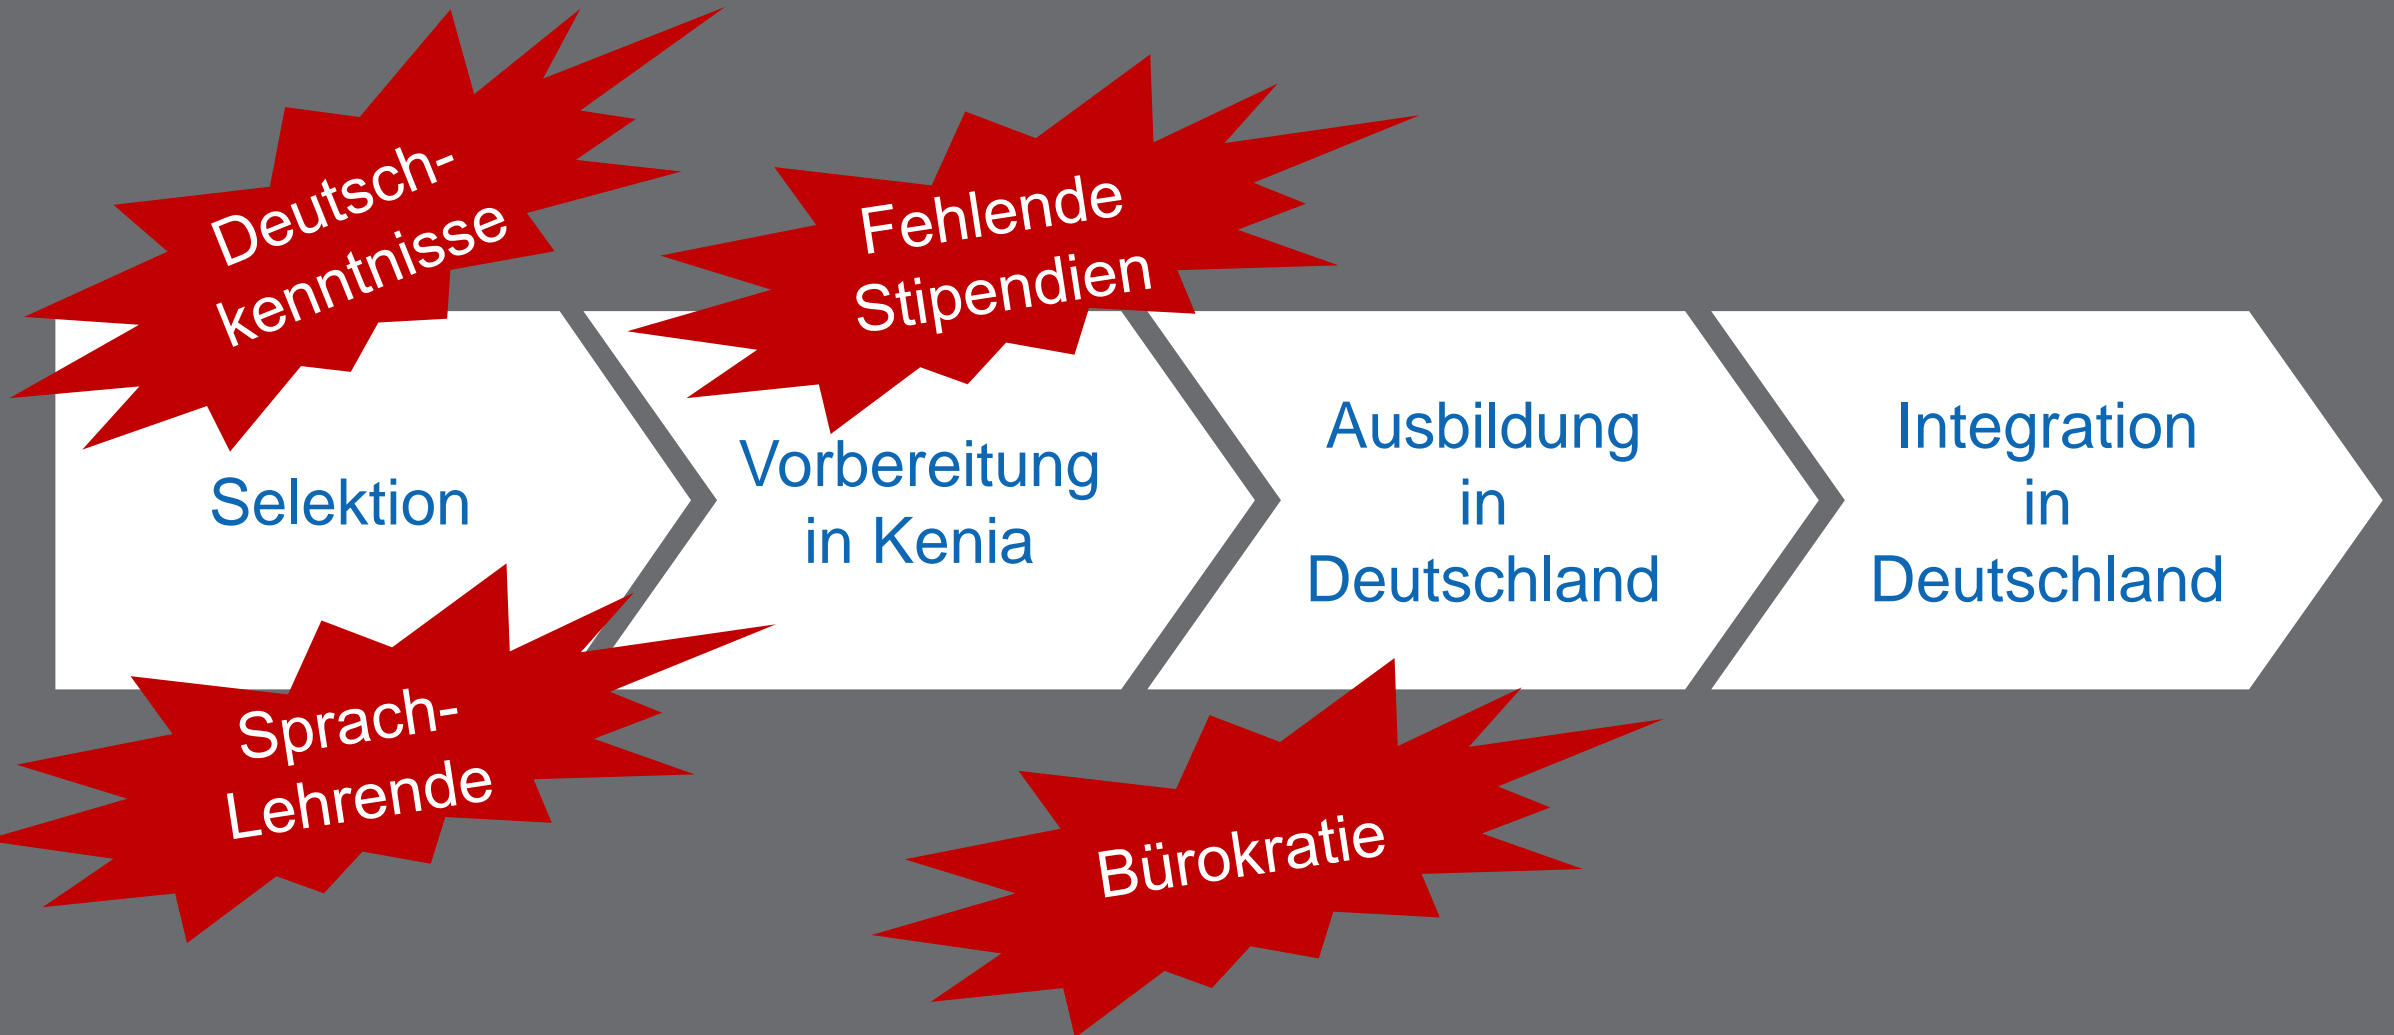 Deutsch-
kenntnisse
Fehlende
Stipendien
Selektion
Vorbereitung
in Kenia
Ausbildung
in
Deutschland
Integration
in
Deutschland
Sprach-
Lehrende
Bürokratie